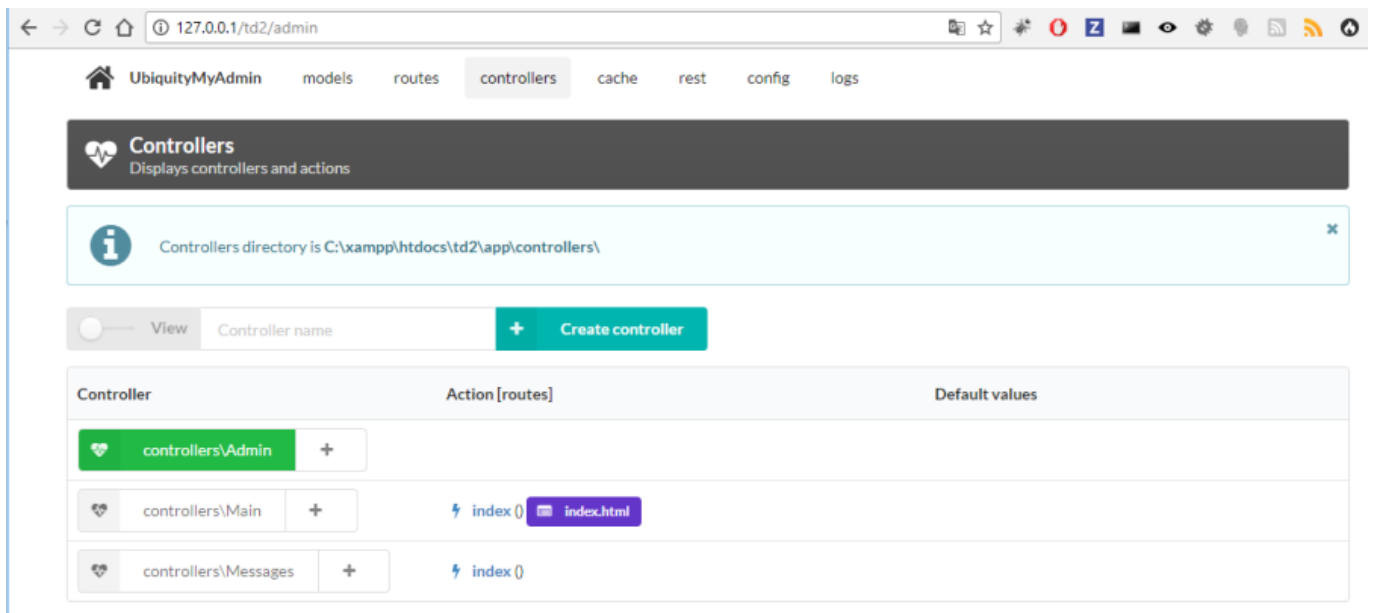 127.0.0.1/td2/admin
UbiquityMyAdmin models routes controllers cache rest config logs
Controllers
Displays controllers and actions
Controllers directory is C:\xampp\htdocs\td2\app\controllers\
View Controller name + Create controller
Controller Action [routes] Default values
controllers\Admin +
controllers\Main + index () index.html
controllers\Messages + index ()